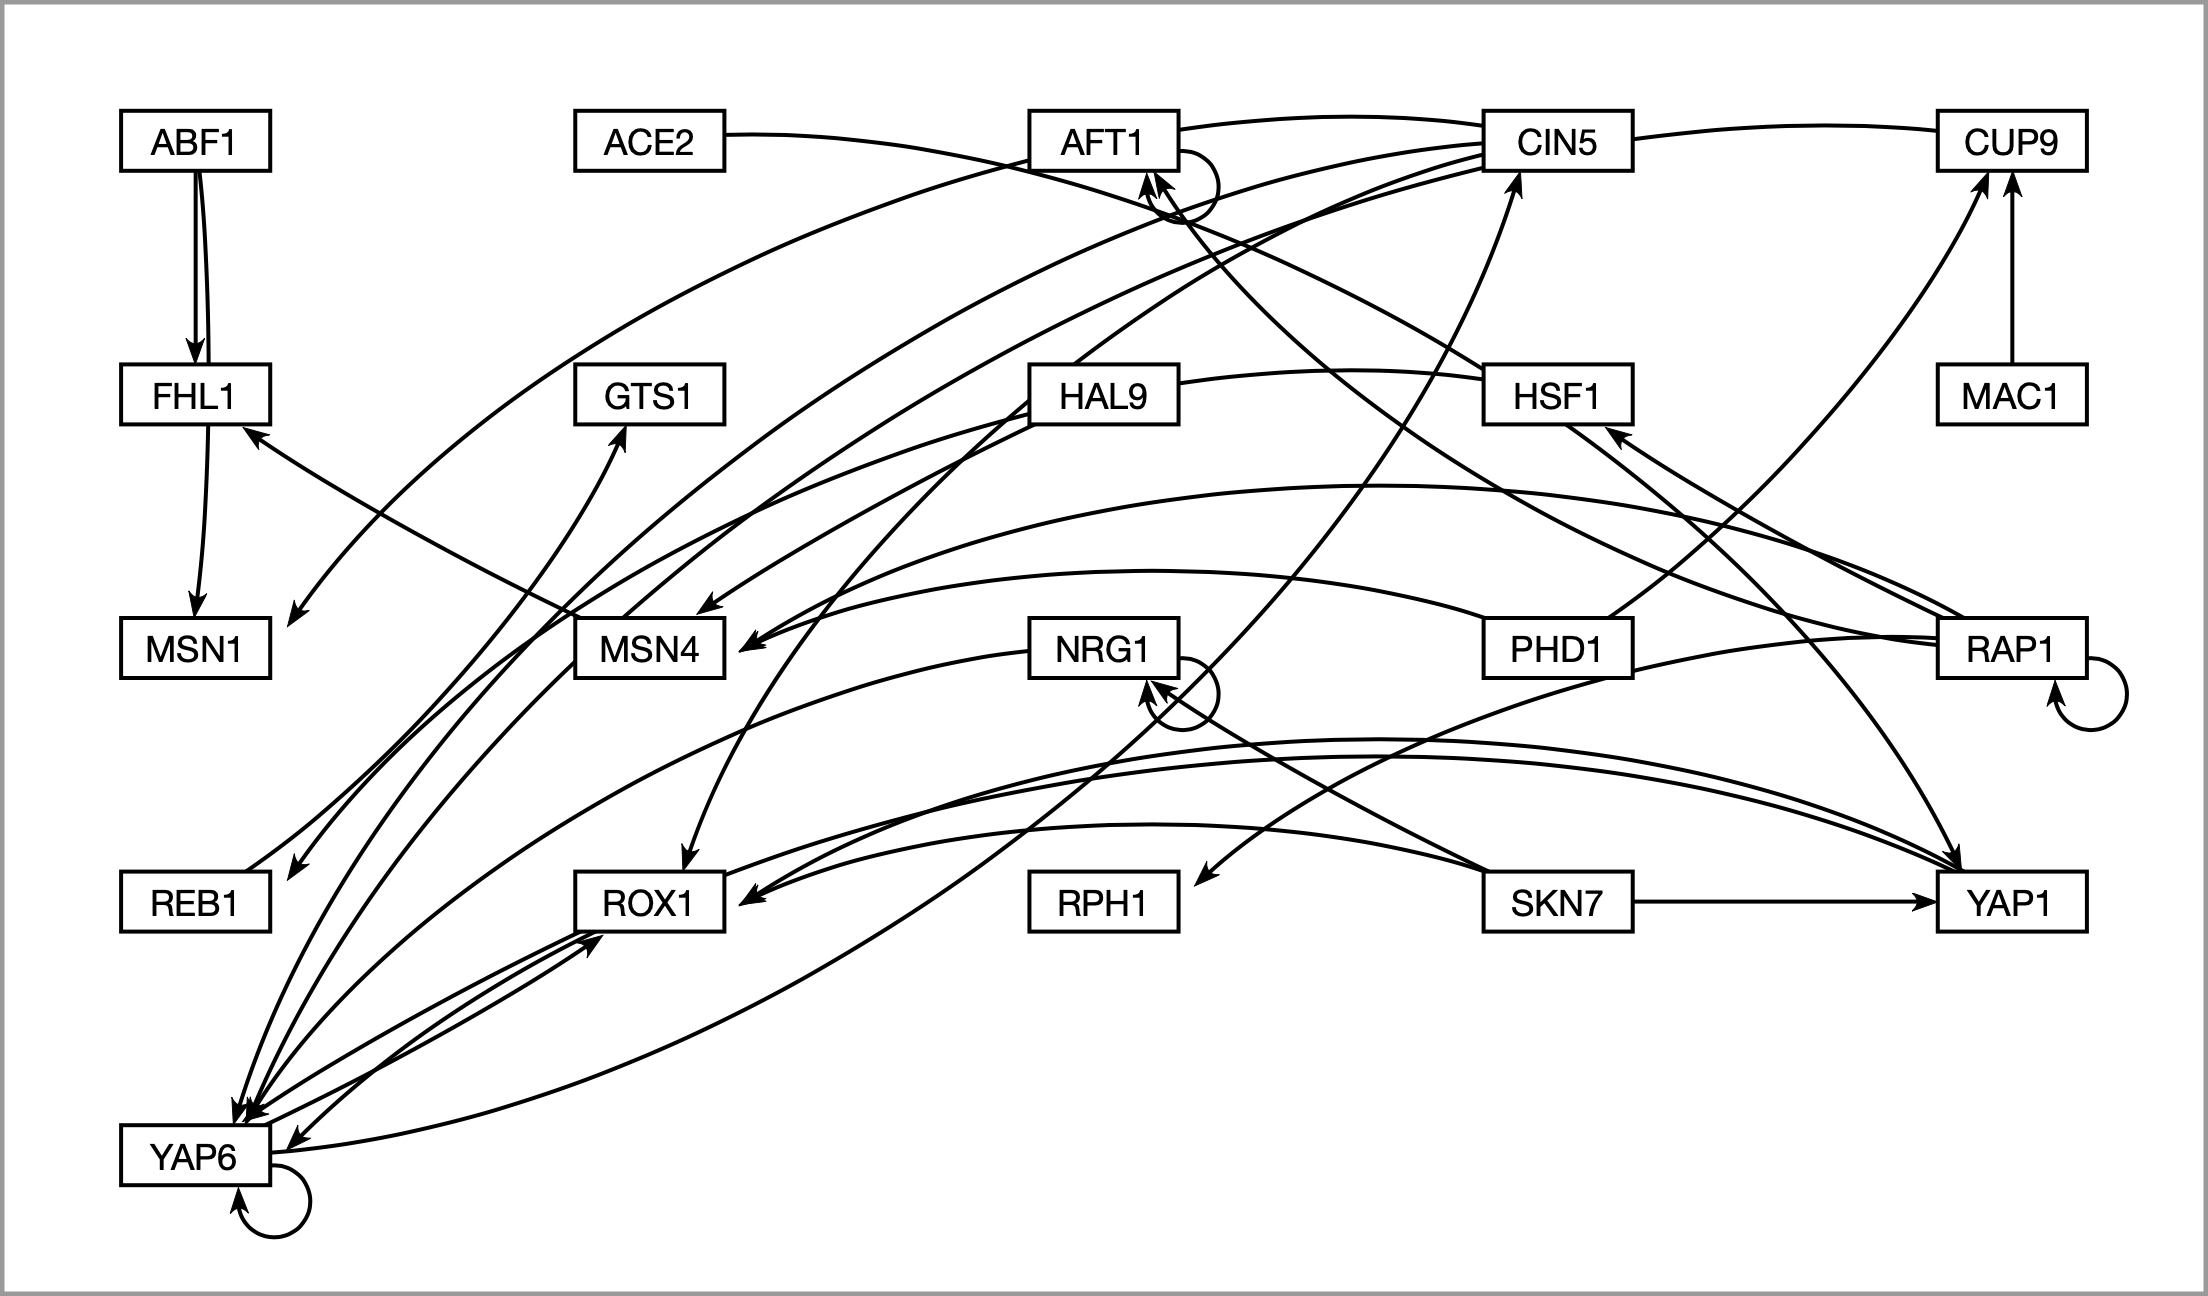 ABF1
ACE2
AFT1
CIN5
CUP9
FHL1
GTS1
HAL9
HSF1
MAC1
MSN1
MSN4
NRG1
PHD1
RAP1
REB1
ROX1
RPH1
SKN7
YAP1
YAP6